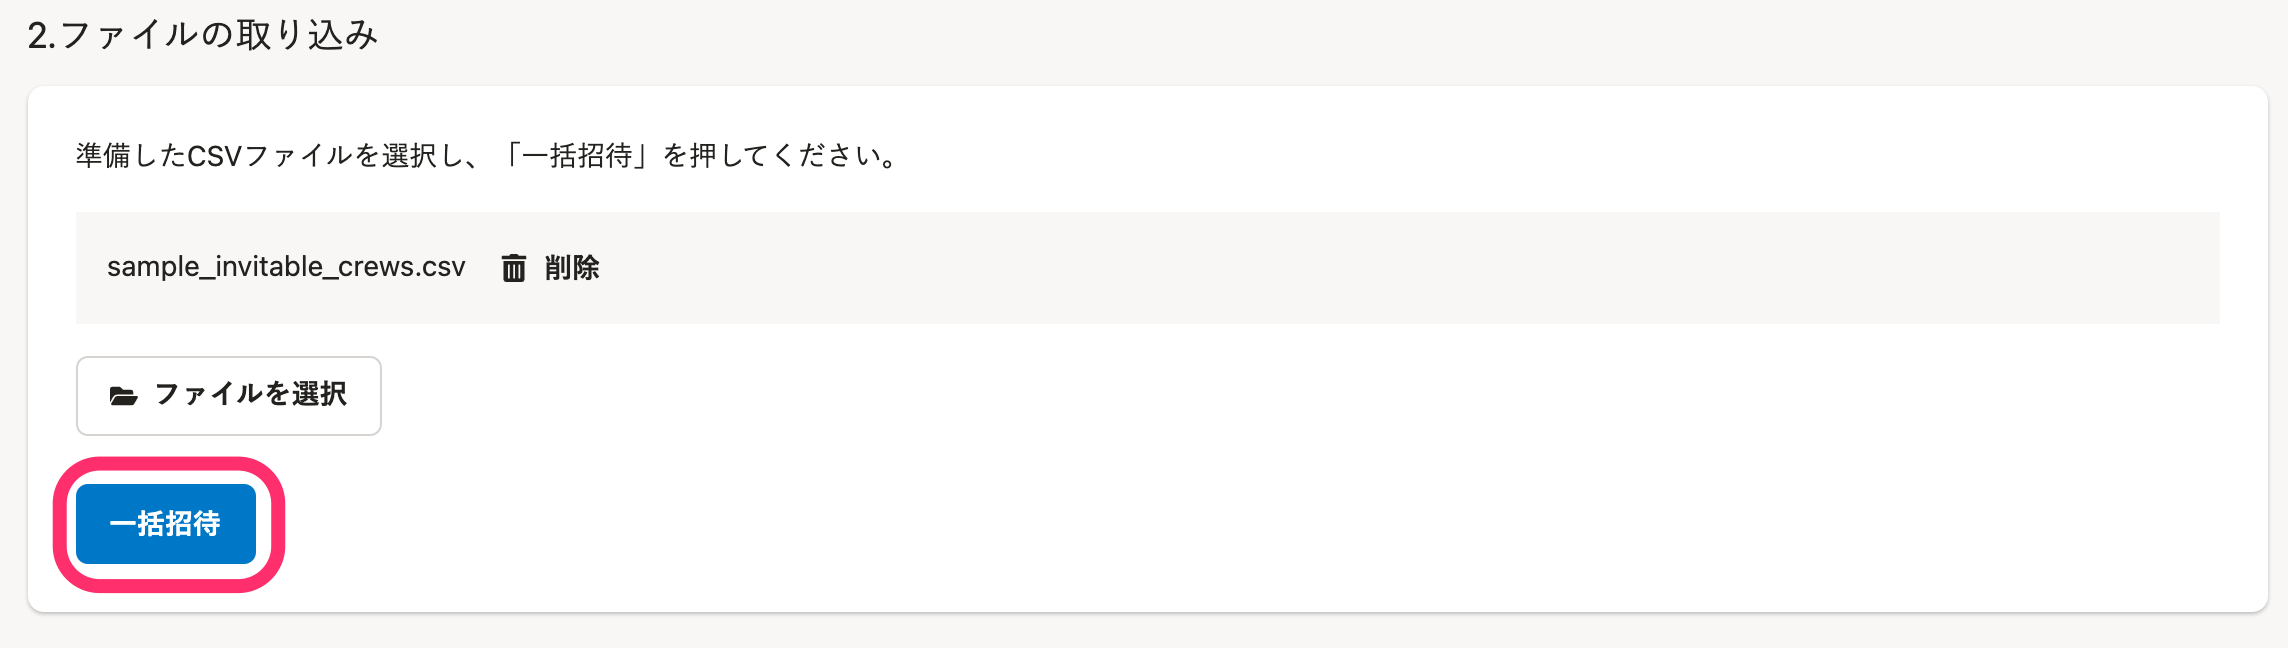 2.ファイルの取り込み
準備したCSVファイルを選択し、「一括招待」を押してください。
sample_invitable_crews.csv 削除
ファイルを選択
一括招待